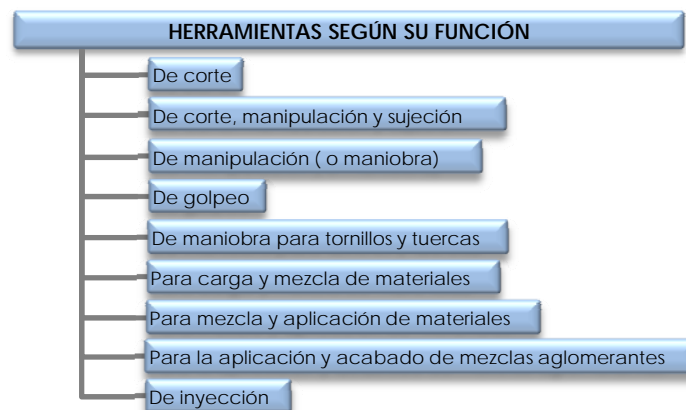 HERRAMIENTAS SEGÚN SU FUNCIÓN
De corte
De corte, manipulación y sujeción
De manipulación ( o maniobra)
De golpeo
De maniobra para tornillos y tuercas
Para carga y mezcla de materiales
Para mezcla y aplicación de materiales
Para la aplicación y acabado de mezclas aglomerantes
De inyección